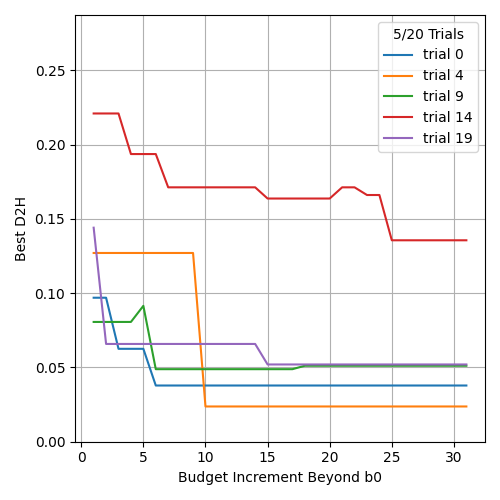 5/20 Trials
trial 0
trial 4
trial 9
trial 14
trial 19
Best D2H
0.25
0.20
0.15
0.10
0.05
0.00
0 5 10 15 20 25 30
Budget Increment Beyond b0